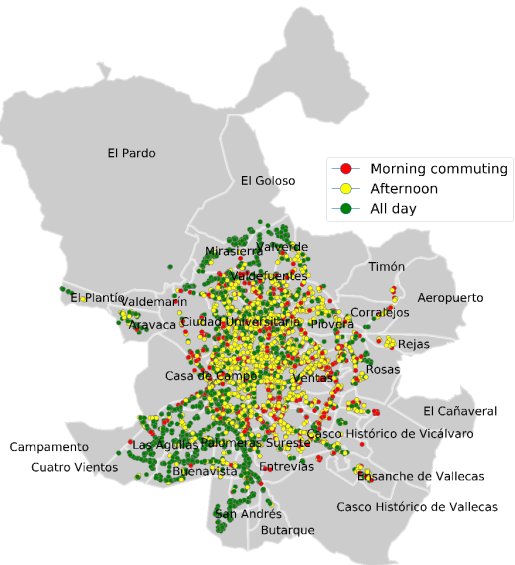 El Pardo
El Goloso
Morning commuting
Afternoon
All day
Mirasierra
Valverde
Valdefuentes
Timón
El Plantío
Valdemarín
Aeropuerto
Aravaca
Ciudad Universitaria
Piovera
Corralejos
Rejas
Casa de Campo
Ventas
Rosas
El Cañaveral
Campamento
Las Aguilas
Palomeras Sureste
Casco Histórico de Vicálvaro
Cuatro Vientos
Buenavista
Entrevías
Ensanche de Vallecas
San Andrés
Casco Histórico de Vallecas
Butarque